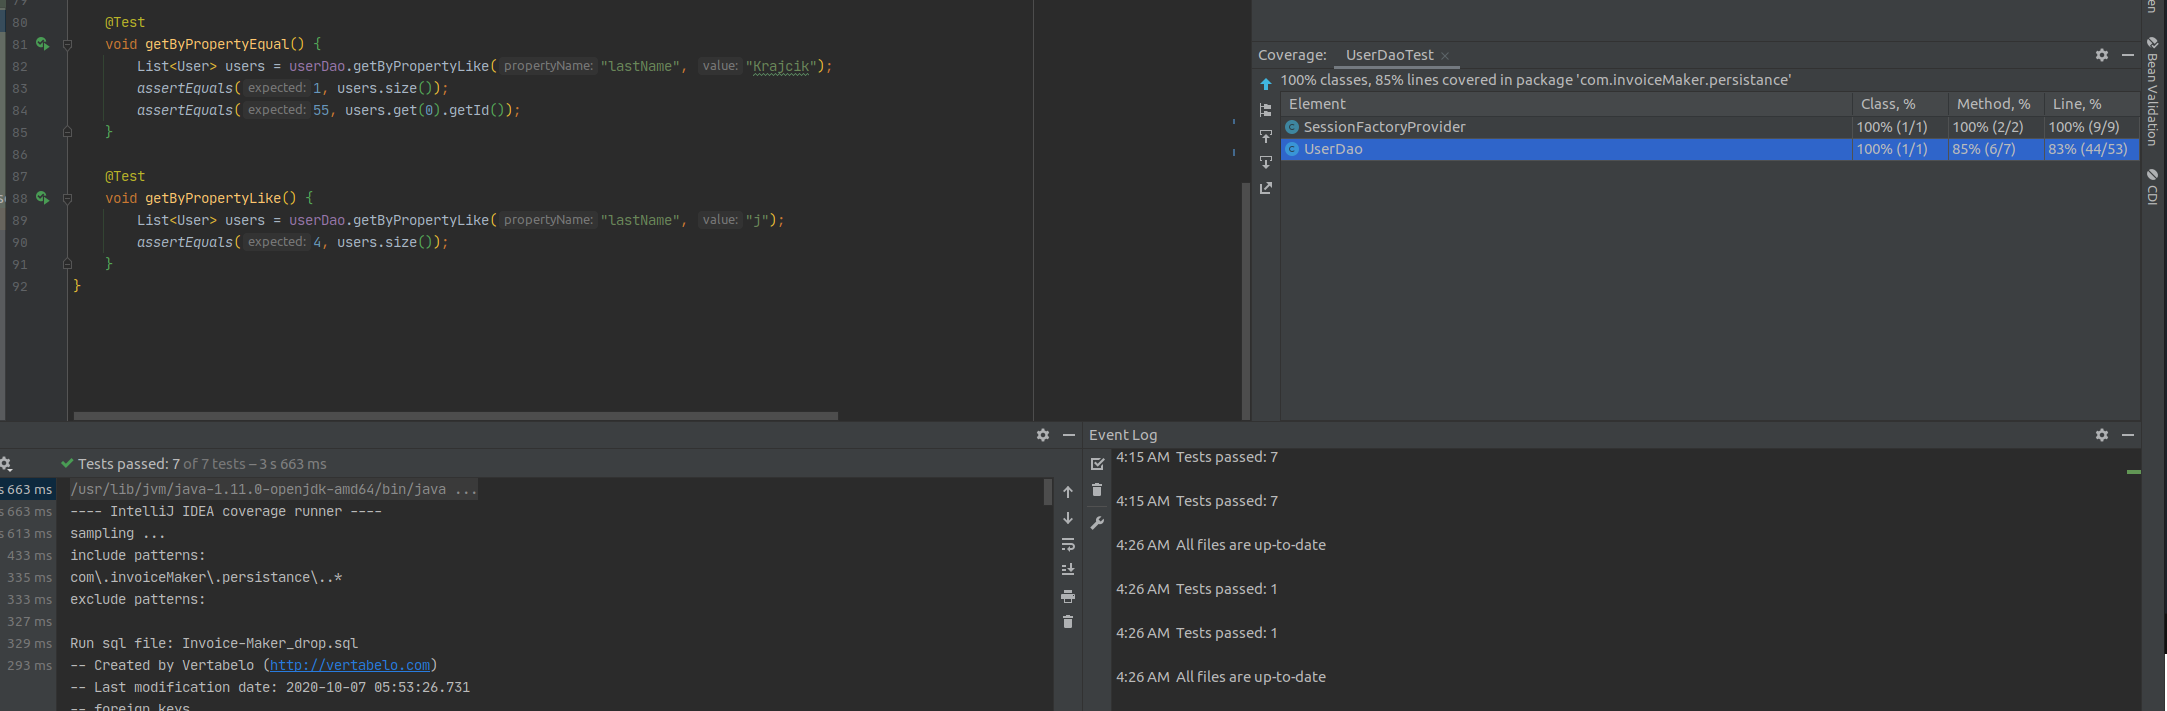 79
80 @Test
81 void getByPropertyEqual() {
82 List<User> users = userDao.getByPropertyLike( propertyName: "lastName", value: "Krajcik");
83 assertEquals( expected: 1, users.size());
84 assertEquals( expected: 55, users.get(0).getId());
85 }
86
87 @Test
88 void getByPropertyLike() {
89 List<User> users = userDao.getByPropertyLike( propertyName: "lastName", value: "j");
90 assertEquals( expected: 4, users.size());
91 }
92 }
Coverage: UserDaoTest
100% classes, 85% lines covered in package 'com.invoiceMaker.persistance'
Element Class, % Method, % Line, %
SessionFactoryProvider 100% (1/1) 100% (2/2) 100% (9/9)
UserDao 100% (1/1) 85% (6/7) 83% (44/53)
Bean Validation
CDI
Tests passed: 7 of 7 tests – 3 s 663 ms
s 663 ms
s 663 ms
s 613 ms
433 ms
335 ms
333 ms
327 ms
329 ms
293 ms
/usr/lib/jvm/java-1.11.0-openjdk-amd64/bin/java ...
---- IntelliJ IDEA coverage runner ----
sampling ...
include patterns:
com\.invoiceMaker\.persistance\..*
exclude patterns:
Run sql file: Invoice-Maker_drop.sql
-- Created by Vertabelo (http://vertabelo.com)
-- Last modification date: 2020-10-07 05:53:26.731
-- foreign keys
Event Log
4:15 AM Tests passed: 7
4:15 AM Tests passed: 7
4:26 AM All files are up-to-date
4:26 AM Tests passed: 1
4:26 AM Tests passed: 1
4:26 AM All files are up-to-date